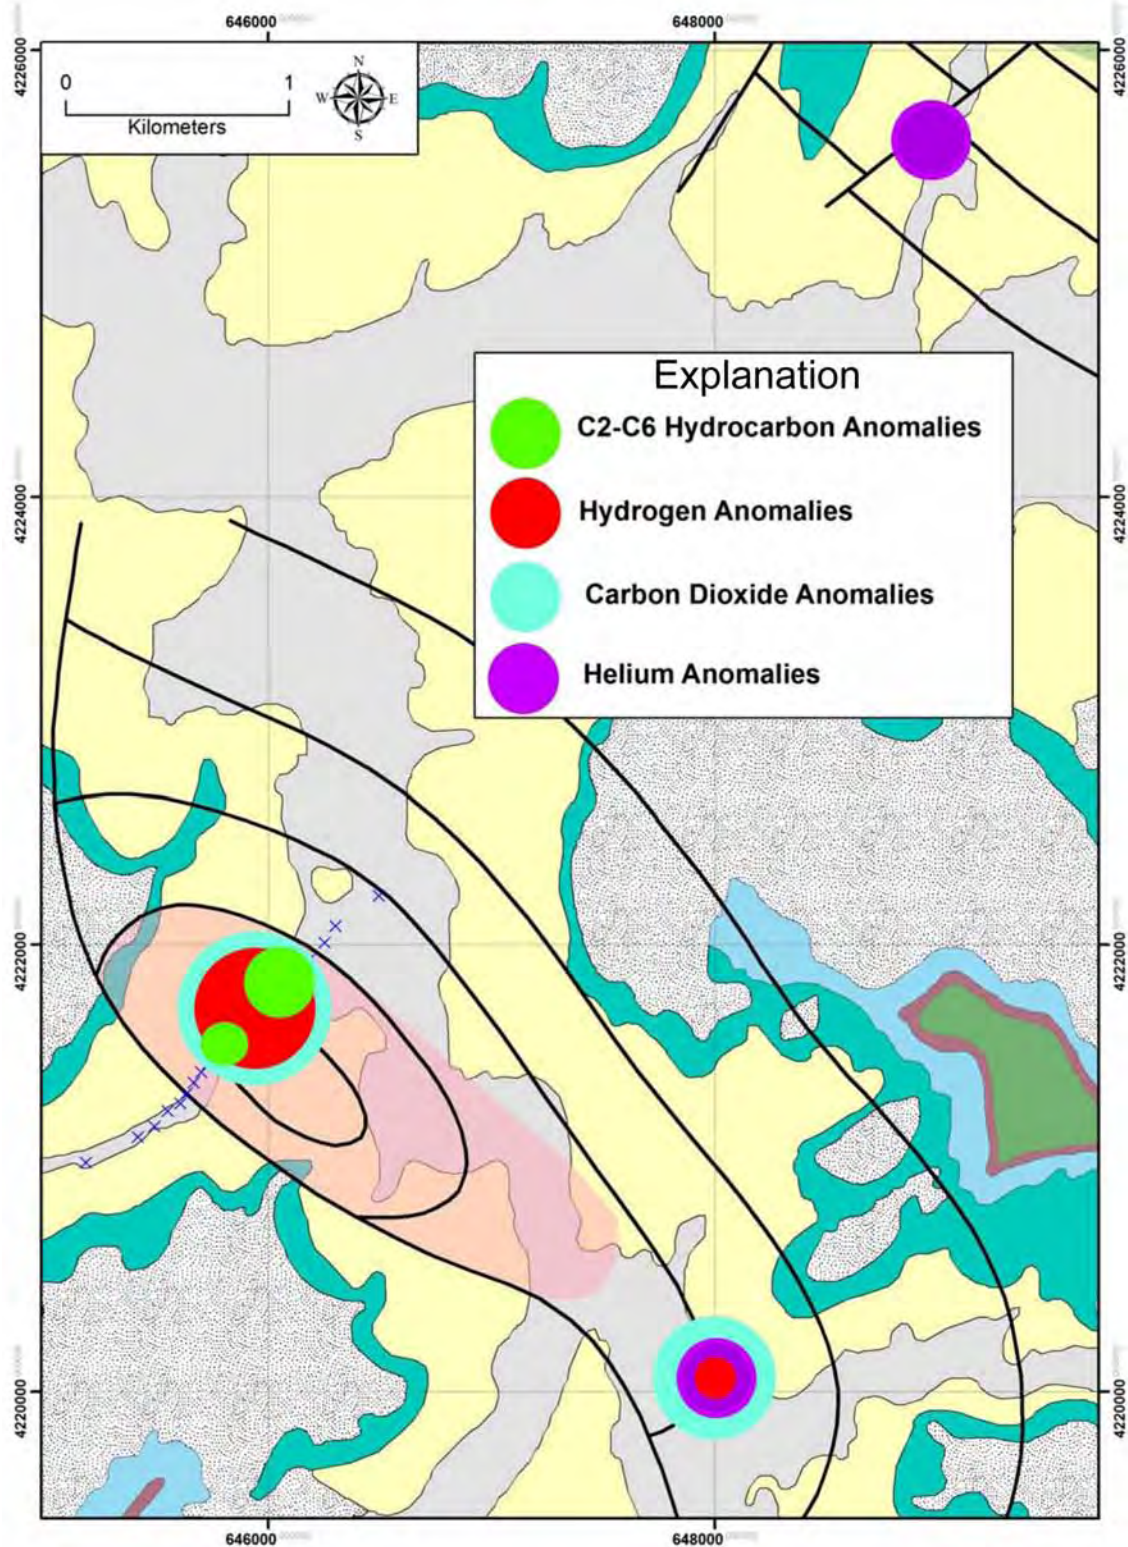 646000
648000
4226000
4226000
0
1
Kilometers
N
W
E
S
Explanation
C2-C6 Hydrocarbon Anomalies
Hydrogen Anomalies
Carbon Dioxide Anomalies
Helium Anomalies
4224000
4224000
4222000
4222000
4220000
4220000
646000
648000